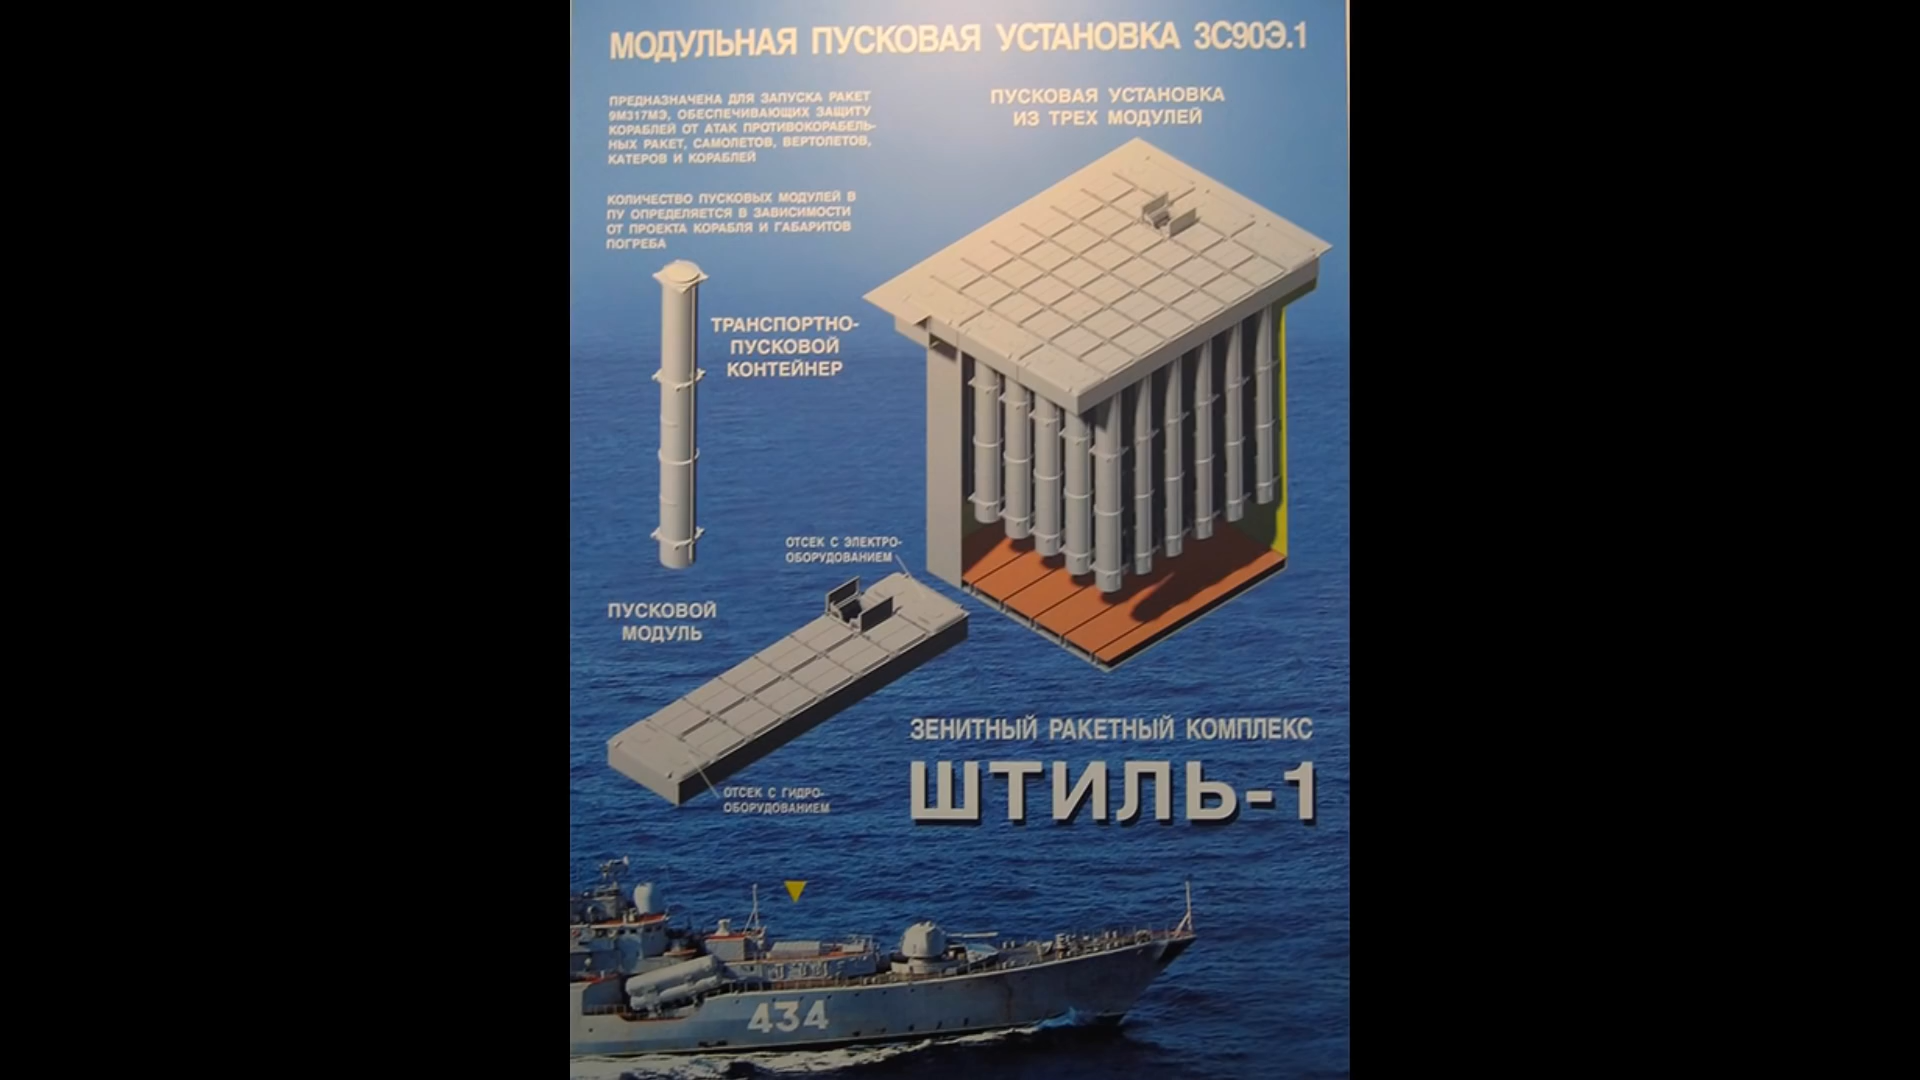 МОДУЛЬНАЯ ПУСКОВАЯ УСТАНОВКА 3С90Э.1
ПРЕДНАЗНАЧЕНА ДЛЯ ЗАПУСКА РАКЕТ
9М317МЭ, ОБЕСПЕЧИВАЮЩИХ ЗАЩИТУ
КОРАБЛЕЙ ОТ АТАК ПРОТИВОКОРАБЕЛЬ-
НЫХ РАКЕТ, САМОЛЕТОВ, ВЕРТОЛЕТОВ,
КАТЕРОВ И КОРАБЛЕЙ
КОЛИЧЕСТВО ПУСКОВЫХ МОДУЛЕЙ В
ПУ ОПРЕДЕЛЯЕТСЯ В ЗАВИСИМОСТИ
ОТ ПРОЕКТА КОРАБЛЯ И ГАБАРИТОВ
ПОГРЕБА
ПУСКОВАЯ УСТАНОВКА
ИЗ ТРЕХ МОДУЛЕЙ
ТРАНСПОРТНО-
ПУСКОВОЙ
КОНТЕЙНЕР
ОТСЕК С ЭЛЕКТРО-
ОБОРУДОВАНИЕМ
ПУСКОВОЙ
МОДУЛЬ
ОТСЕК С ГИДРО-
ОБОРУДОВАНИЕМ
ЗЕНИТНЫЙ РАКЕТНЫЙ КОМПЛЕКС
ШТИЛЬ-1
434